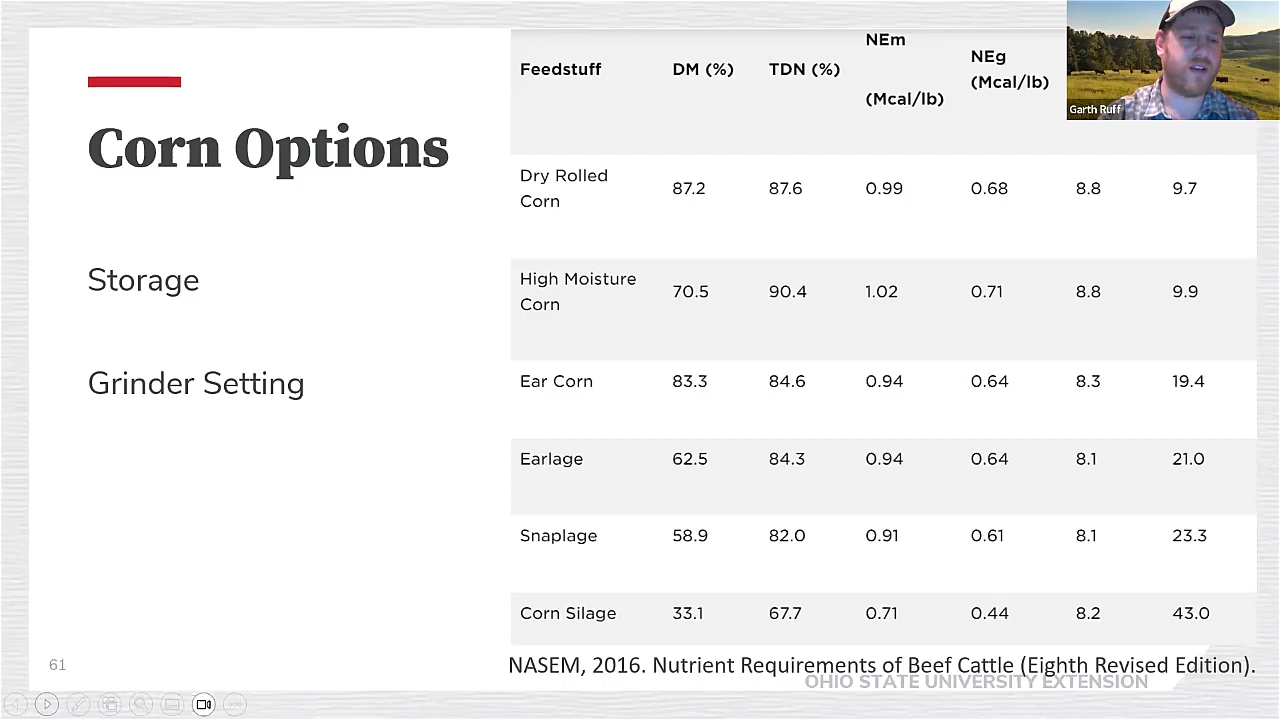 Garth Ruff
Corn Options
Storage
Grinder Setting
Feedstuff DM (%) TDN (%) NEm (Mcal/lb) NEg (Mcal/lb)
Dry Rolled Corn 87.2 87.6 0.99 0.68 8.8 9.7
High Moisture Corn 70.5 90.4 1.02 0.71 8.8 9.9
Ear Corn 83.3 84.6 0.94 0.64 8.3 19.4
Earlage 62.5 84.3 0.94 0.64 8.1 21.0
Snaplage 58.9 82.0 0.91 0.61 8.1 23.3
Corn Silage 33.1 67.7 0.71 0.44 8.2 43.0
61
NASEM, 2016. Nutrient Requirements of Beef Cattle (Eighth Revised Edition).
OHIO STATE UNIVERSITY EXTENSION